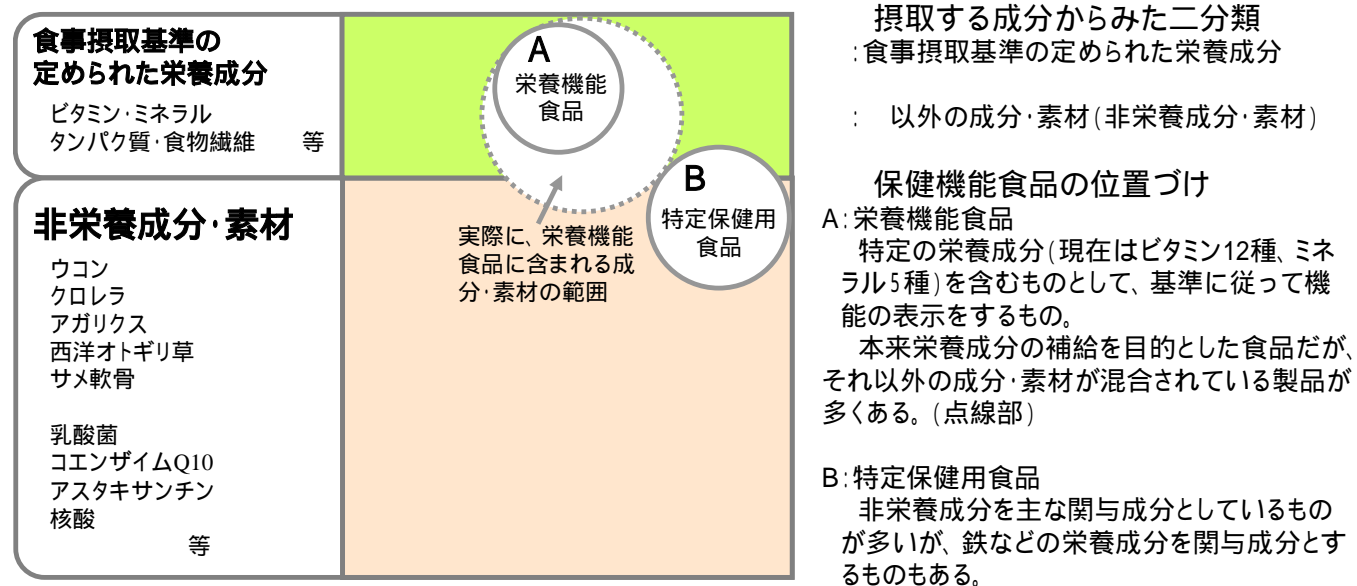 食事摂取基準の
定められた栄養成分
ビタミン・ミネラル
タンパク質・食物繊維　等
非栄養成分・素材
ウコン
クロレラ
アガリクス
西洋オトギリ草
サメ軟骨
乳酸菌
コエンザイムQ10
アスタキサンチン
核酸
等
A
栄養機能
食品
B
特定保健用
食品
実際に、栄養機能
食品に含まれる成
分・素材の範囲
摂取する成分からみた二分類
：食事摂取基準の定められた栄養成分
：　以外の成分・素材(非栄養成分・素材)
保健機能食品の位置づけ
A：栄養機能食品
特定の栄養成分(現在はビタミン12種、ミネ
ラル5種)を含むものとして、基準に従って機
能の表示をするもの。
本来栄養成分の補給を目的とした食品だが、
それ以外の成分・素材が混合されている製品が
多くある。(点線部)
B：特定保健用食品
非栄養成分を主な関与成分としているもの
が多いが、鉄などの栄養成分を関与成分とす
るものもある。